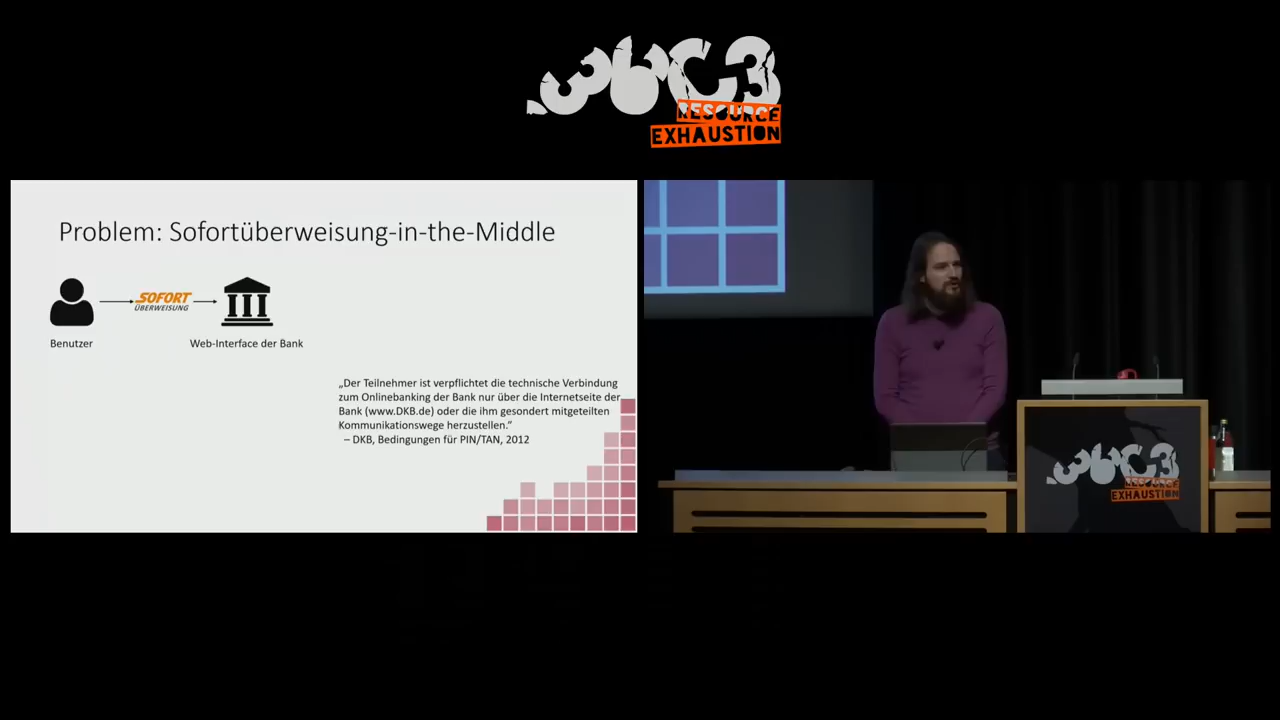 36C3
RESOURCE
EXHAUSTION
Problem: Sofortüberweisung-in-the-Middle
SOFORT
ÜBERWEISUNG
Benutzer
Web-Interface der Bank
„Der Teilnehmer ist verpflichtet die technische Verbindung
zum Onlinebanking der Bank nur über die Internetseite der
Bank (www.DKB.de) oder die ihm gesondert mitgeteilten
Kommunikationswege herzustellen.“
– DKB, Bedingungen für PIN/TAN, 2012
36C3
RESOURCE
EXHAUSTION